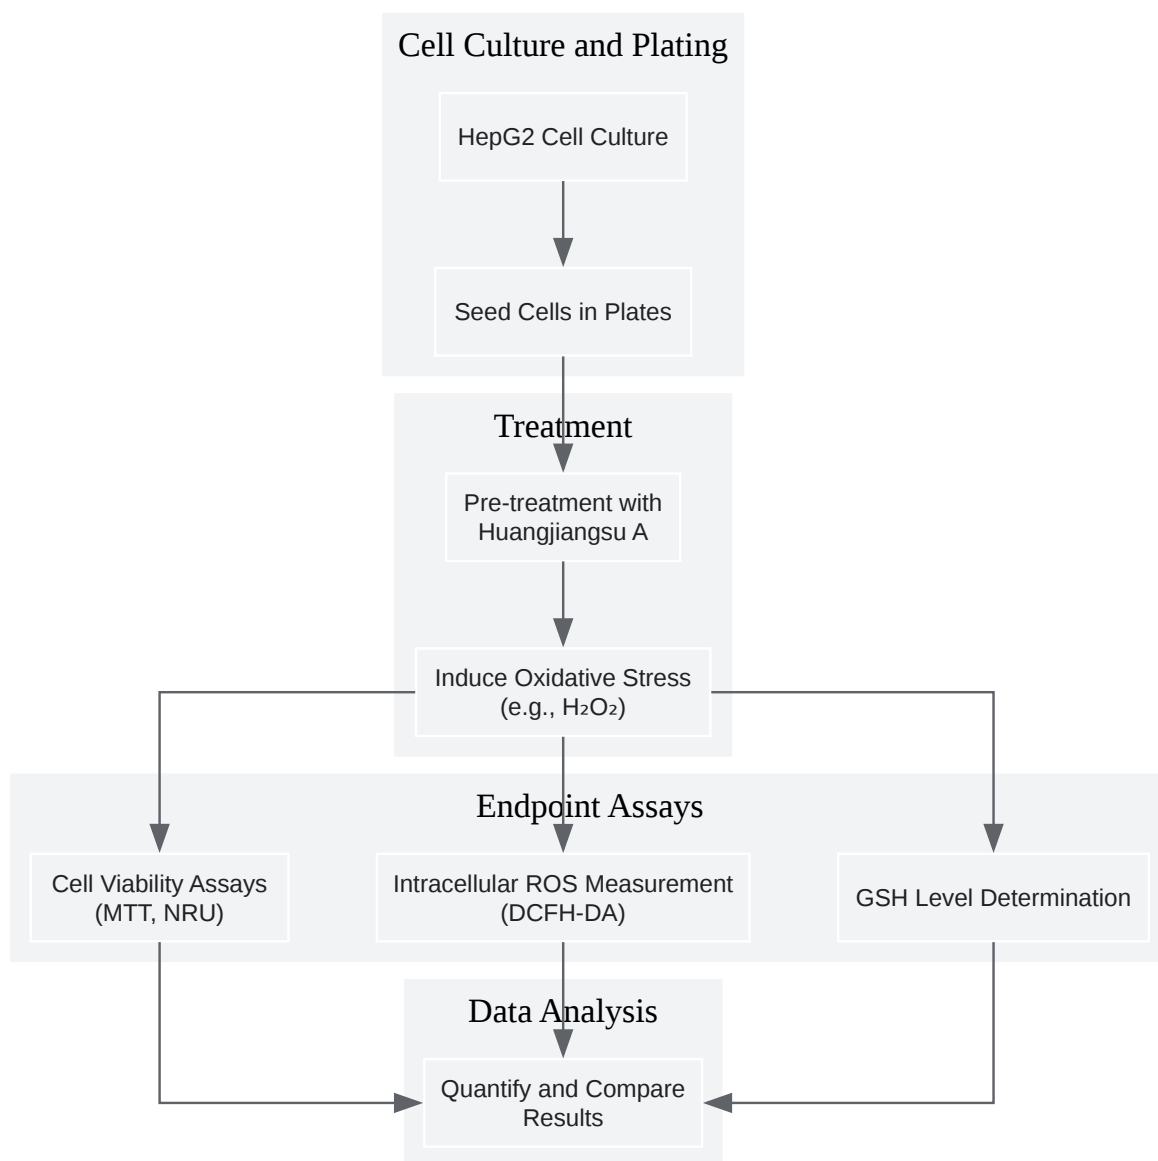 Cell Culture and Plating
HepG2 Cell Culture
Seed Cells in Plates
Treatment
Pre-treatment with
Huangjiangsu A
Induce Oxidative Stress
(e.g., H₂O₂)
Endpoint Assays
Cell Viability Assays
(MTT, NRU)
Intracellular ROS Measurement
(DCFH-DA)
GSH Level Determination
Data Analysis
Quantify and Compare
Results